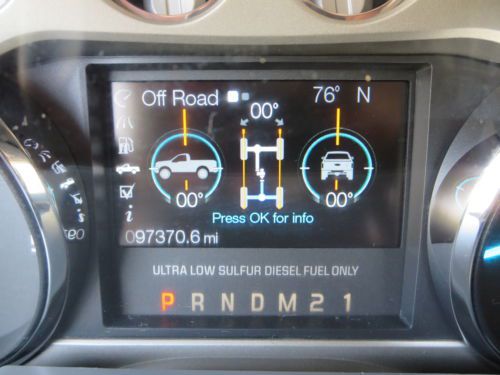 Off Road 76° N
00°
00° 00°
Press OK for info
097370.6 mi
ULTRA LOW SULFUR DIESEL FUEL ONLY
P R N D M 2 1